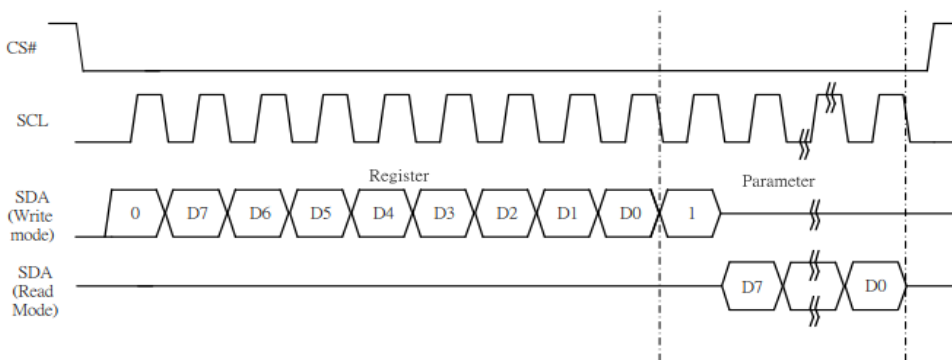 CS#
SCL
Register
Parameter
SDA
(Write
mode)
0 D7 D6 D5 D4 D3 D2 D1 D0 1
SDA
(Read
Mode)
D7 D0